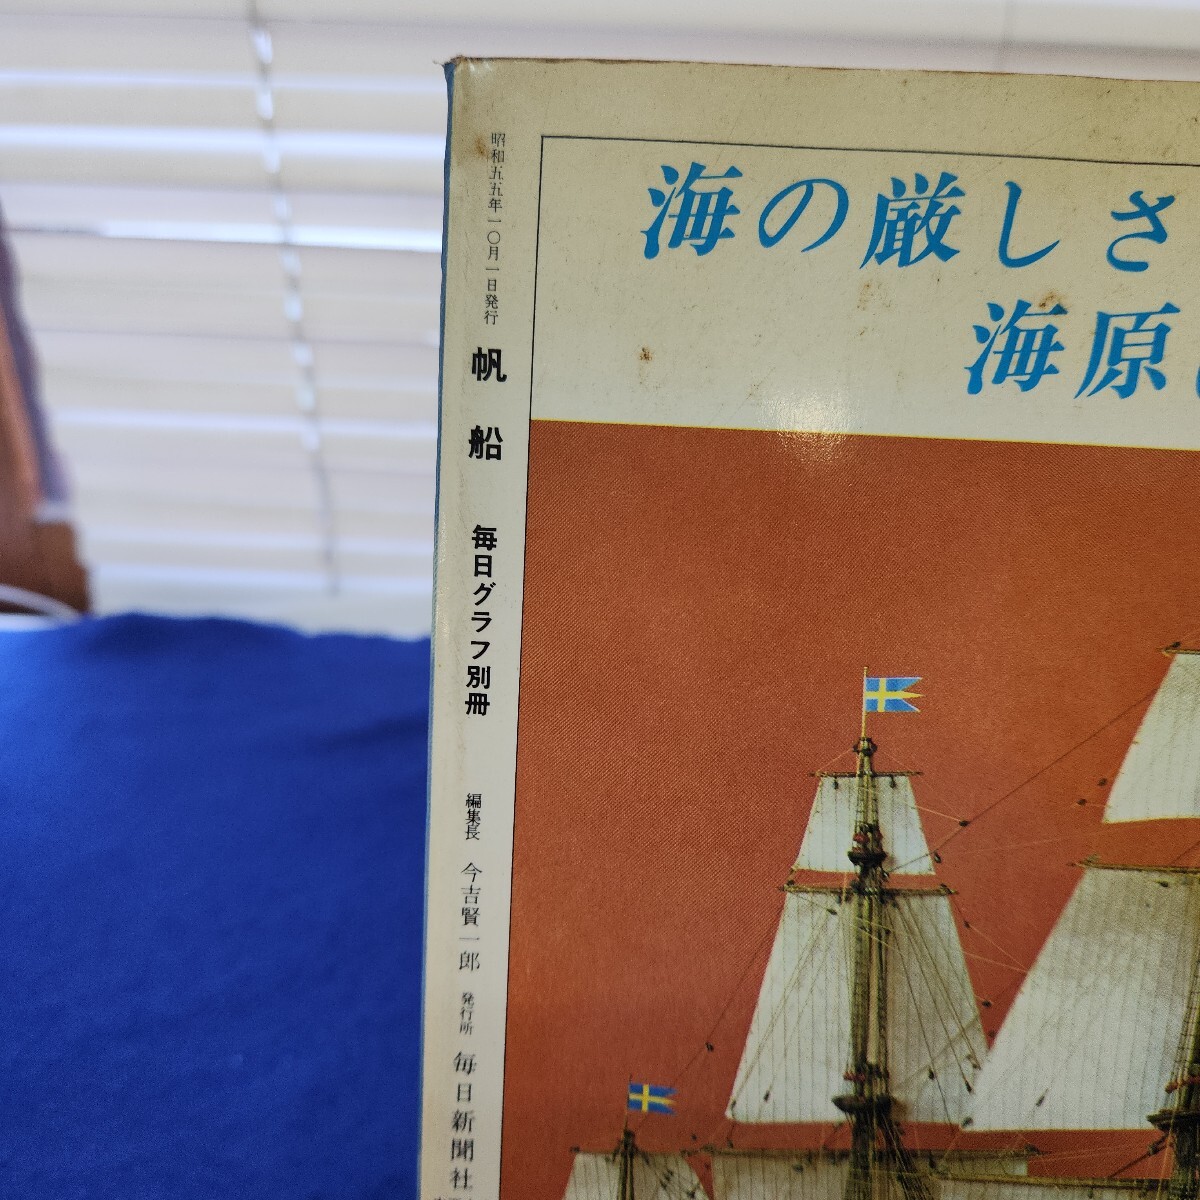 昭和五五年一〇月一日発行
帆船
毎日グラフ別冊
編集長 今吉賢一郎
発行所 毎日新聞社
海の厳しさ
海原